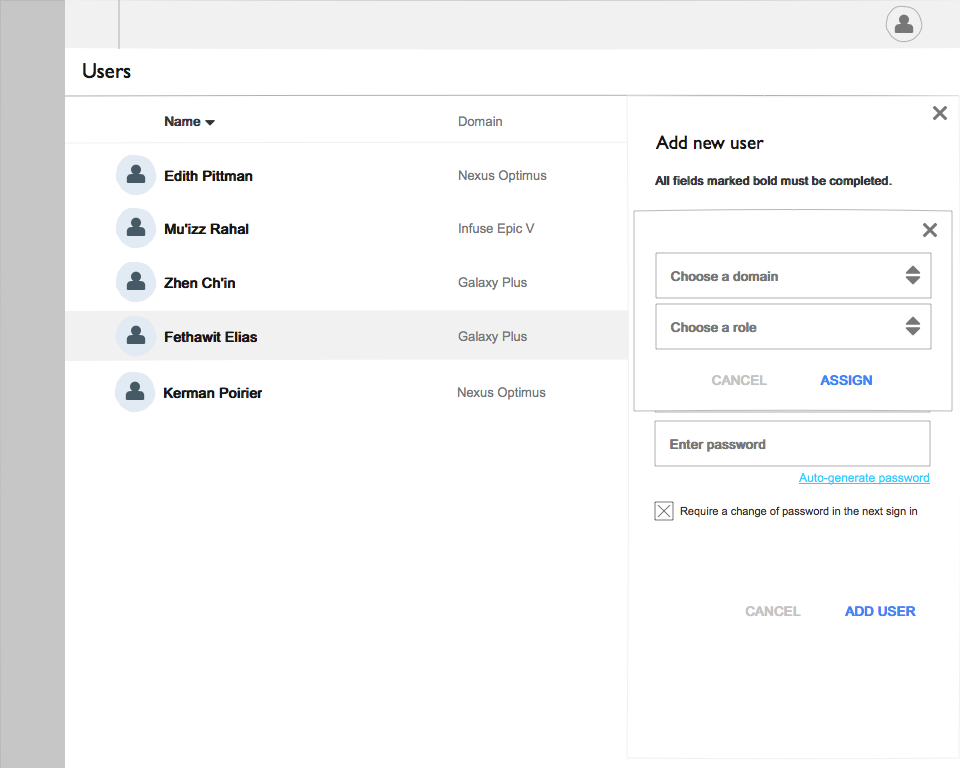 Users
Name Domain
Edith Pittman Nexus Optimus
Mu'izz Rahal Infuse Epic V
Zhen Ch'in Galaxy Plus
Fethawit Elias Galaxy Plus
Kerman Poirier Nexus Optimus
Add new user
All fields marked bold must be completed.
Choose a domain
Choose a role
CANCEL ASSIGN
Enter password
Auto-generate password
Require a change of password in the next sign in
CANCEL ADD USER